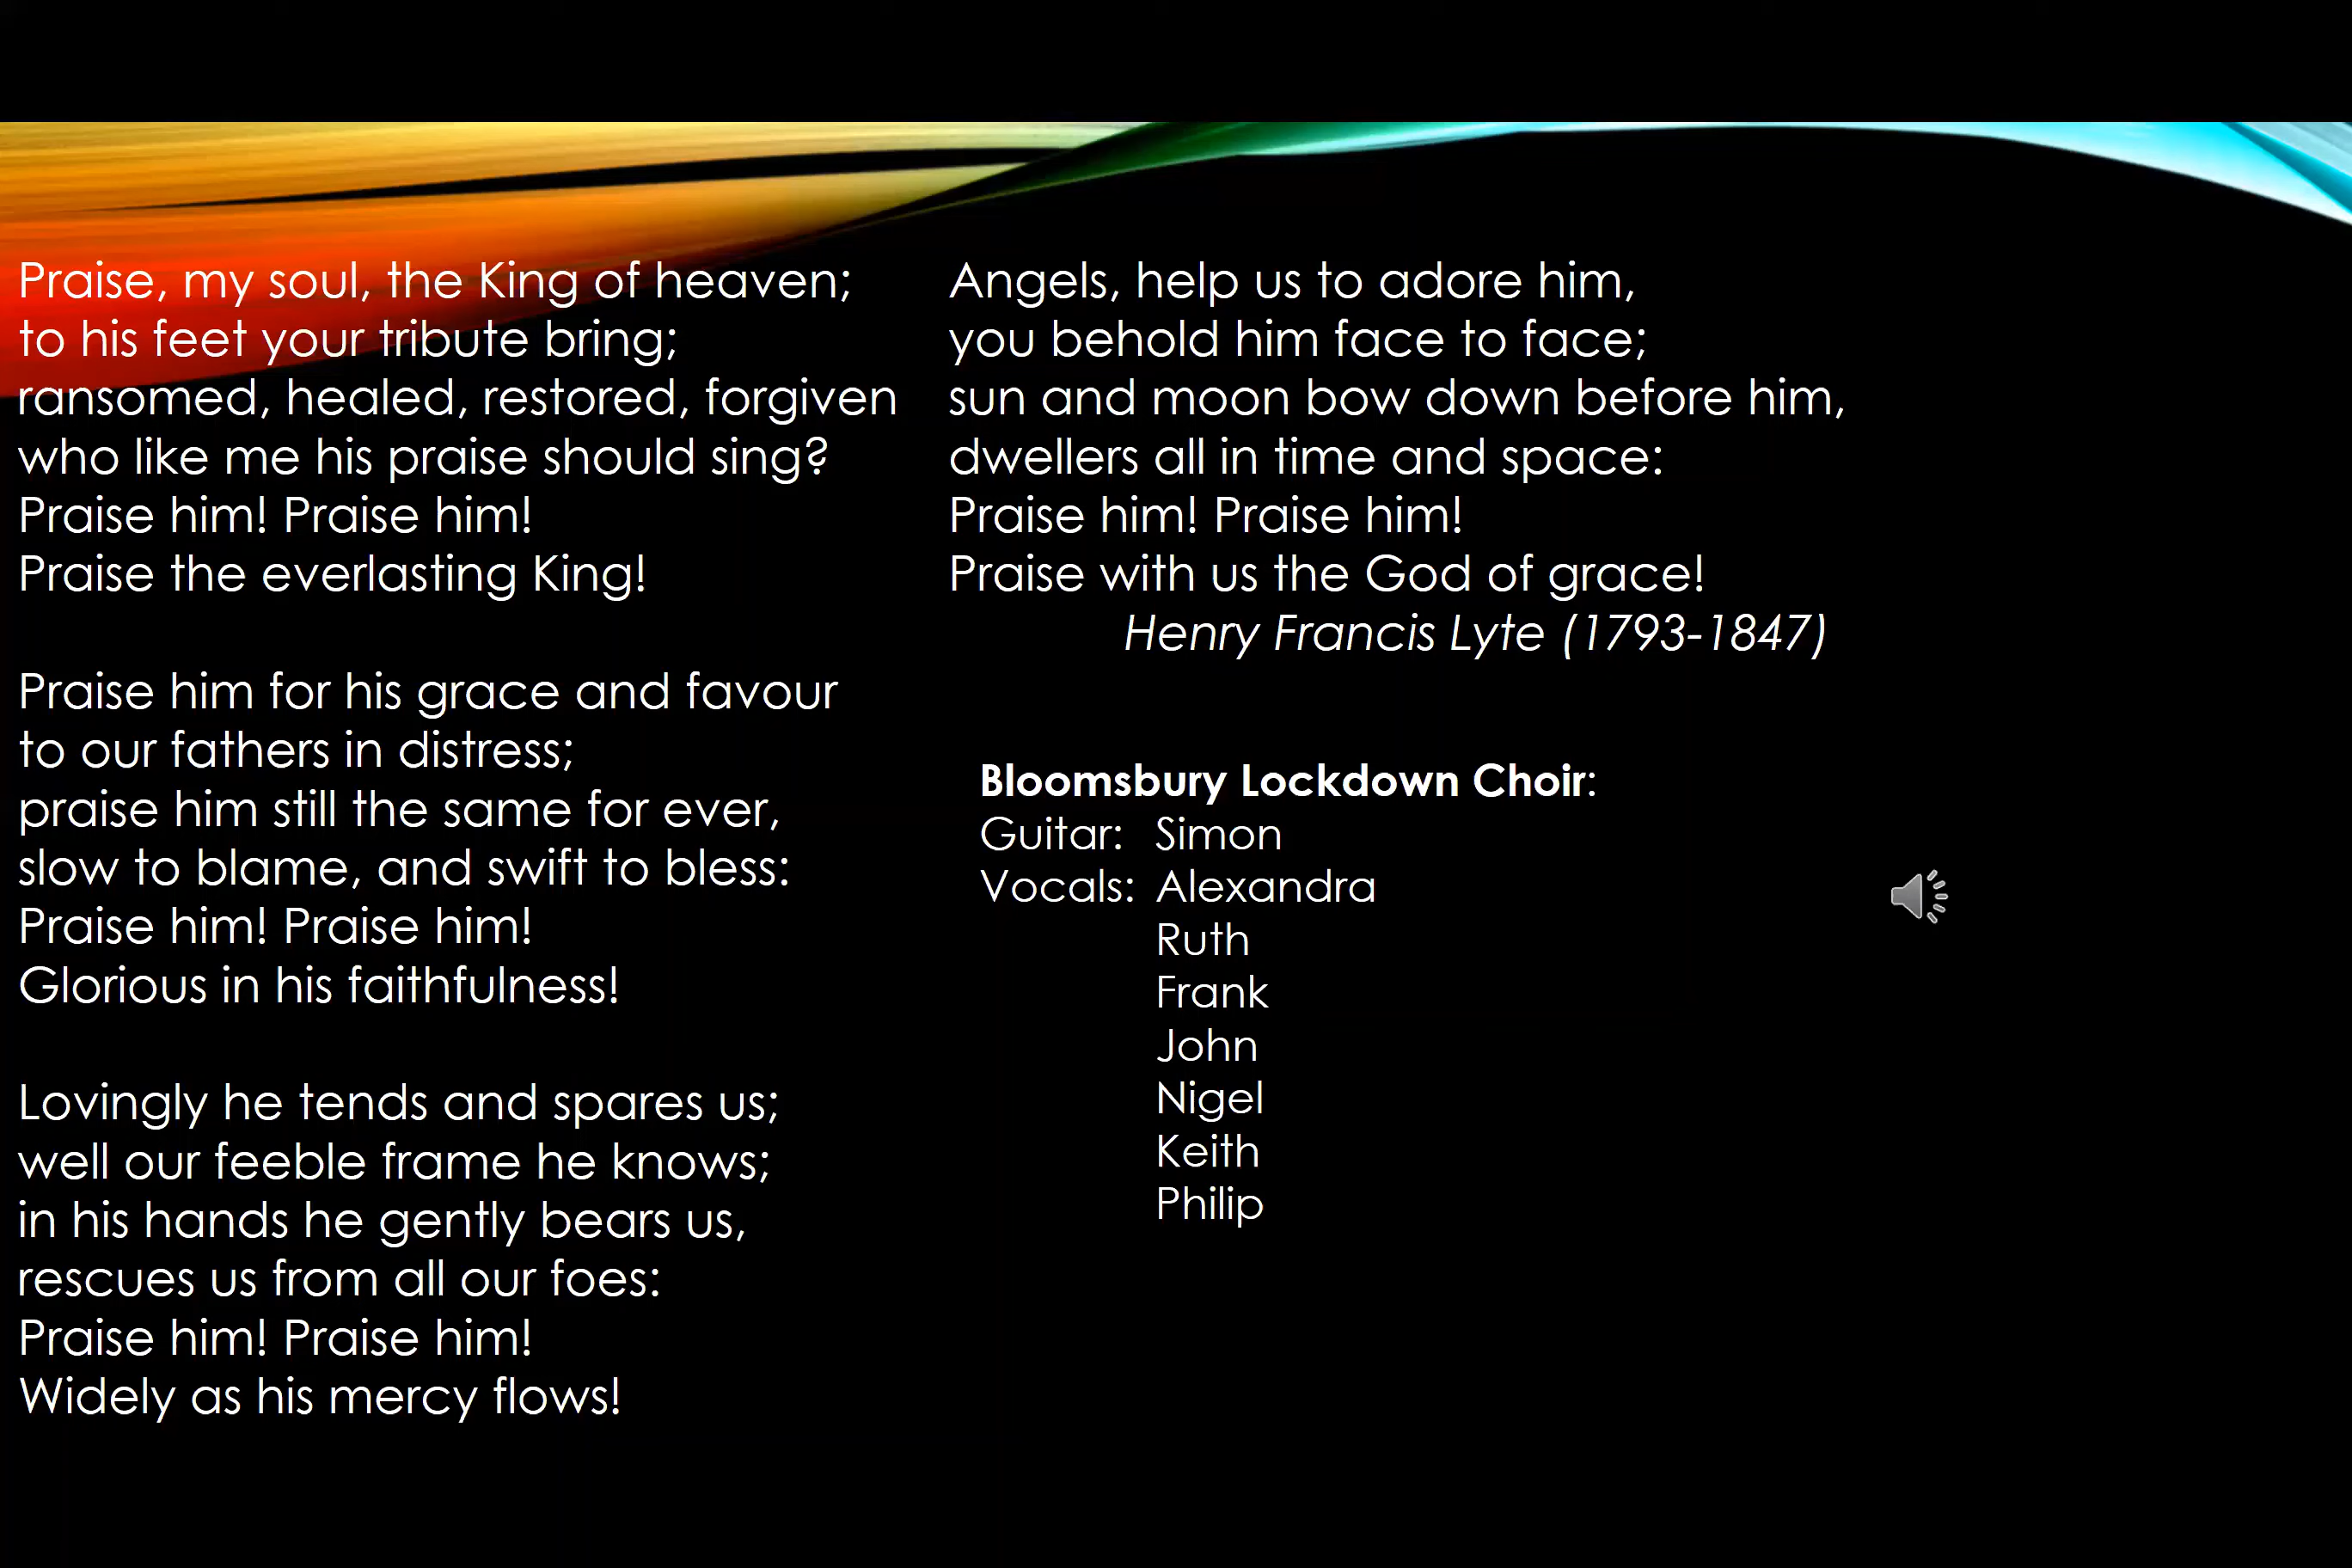 Praise, my soul, the King of heaven;
to his feet your tribute bring;
ransomed, healed, restored, forgiven
who like me his praise should sing?
Praise him! Praise him!
Praise the everlasting King!

Praise him for his grace and favour
to our fathers in distress;
praise him still the same for ever,
slow to blame, and swift to bless:
Praise him! Praise him!
Glorious in his faithfulness!

Lovingly he tends and spares us;
well our feeble frame he knows;
in his hands he gently bears us,
rescues us from all our foes:
Praise him! Praise him!
Widely as his mercy flows!

Angels, help us to adore him,
you behold him face to face;
sun and moon bow down before him,
dwellers all in time and space:
Praise him! Praise him!
Praise with us the God of grace!
Henry Francis Lyte (1793-1847)

Bloomsbury Lockdown Choir:
Guitar: Simon
Vocals: Alexandra
Ruth
Frank
John
Nigel
Keith
Philip